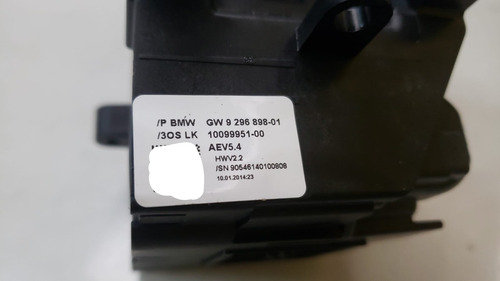 /P BMW GW 9 296 898-01
/3OS LK 10099951-00
AEV5.4
HWV2.2
/SN 90546140100808
10.01.2014:23